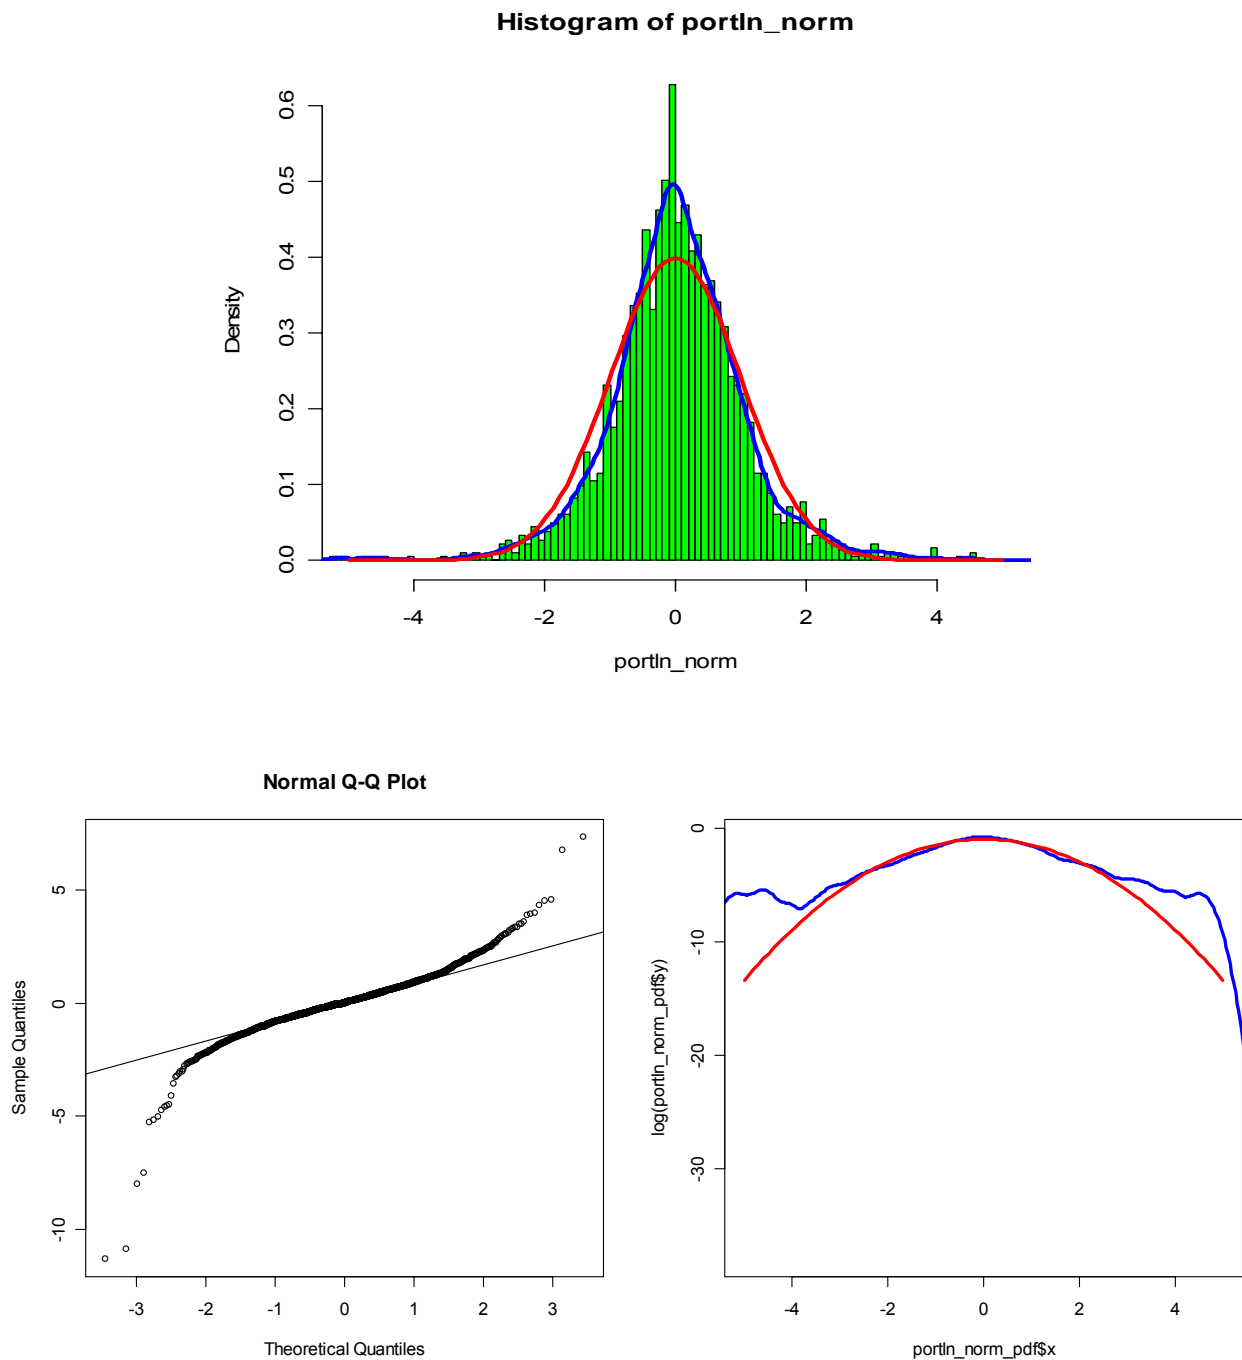 Histogram of portln_norm
Density
0.0 0.1 0.2 0.3 0.4 0.5 0.6
-4 -2 0 2 4
portln_norm
Normal Q-Q Plot
Sample Quantiles
-10 -5 0 5
-3 -2 -1 0 1 2 3
Theoretical Quantiles
log(portln_norm_pdf$y)
-30 -20 -10 0
-4 -2 0 2 4
portln_norm_pdf$x